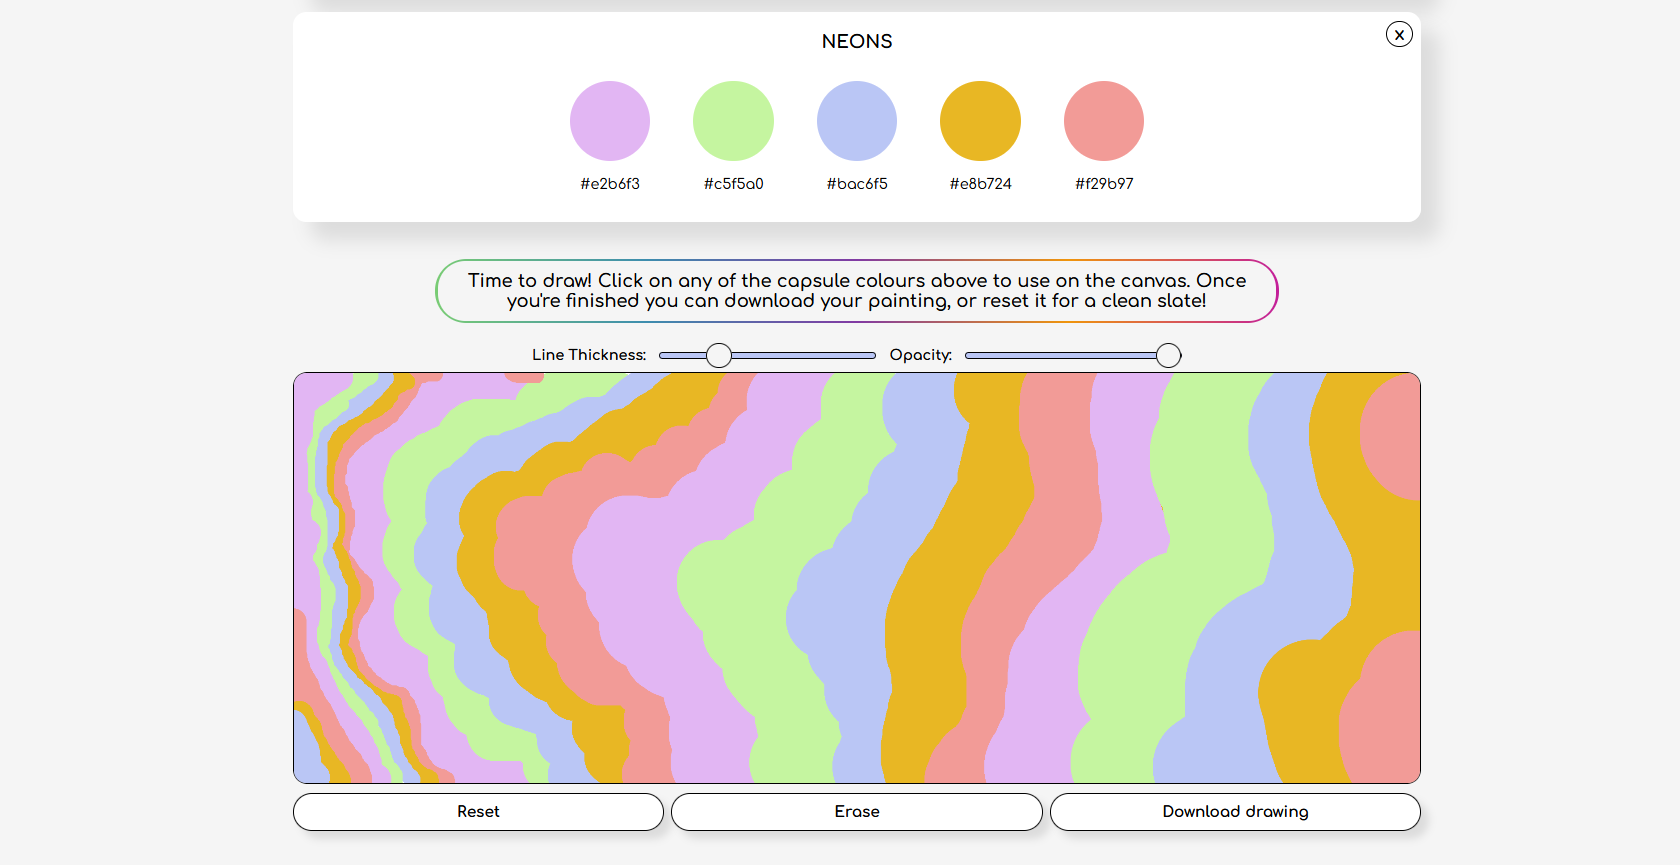 NEONS
x
#e2b6f3
#c5f5a0
#bac6f5
#e8b724
#f29b97
Time to draw! Click on any of the capsule colours above to use on the canvas. Once
you're finished you can download your painting, or reset it for a clean slate!
Line Thickness:
Opacity:
Reset
Erase
Download drawing